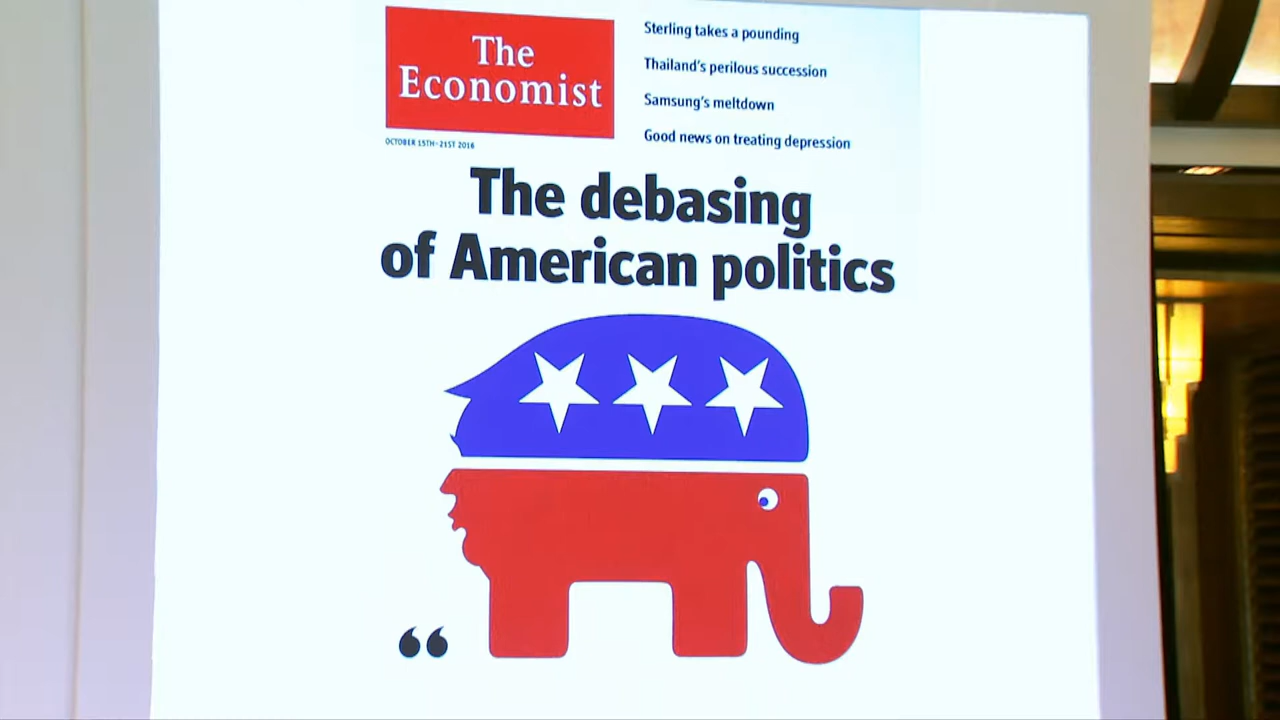 The
Economist
OCTOBER 15TH-21ST 2016
Sterling takes a pounding
Thailand's perilous succession
Samsung's meltdown
Good news on treating depression
The debasing
of American politics
“